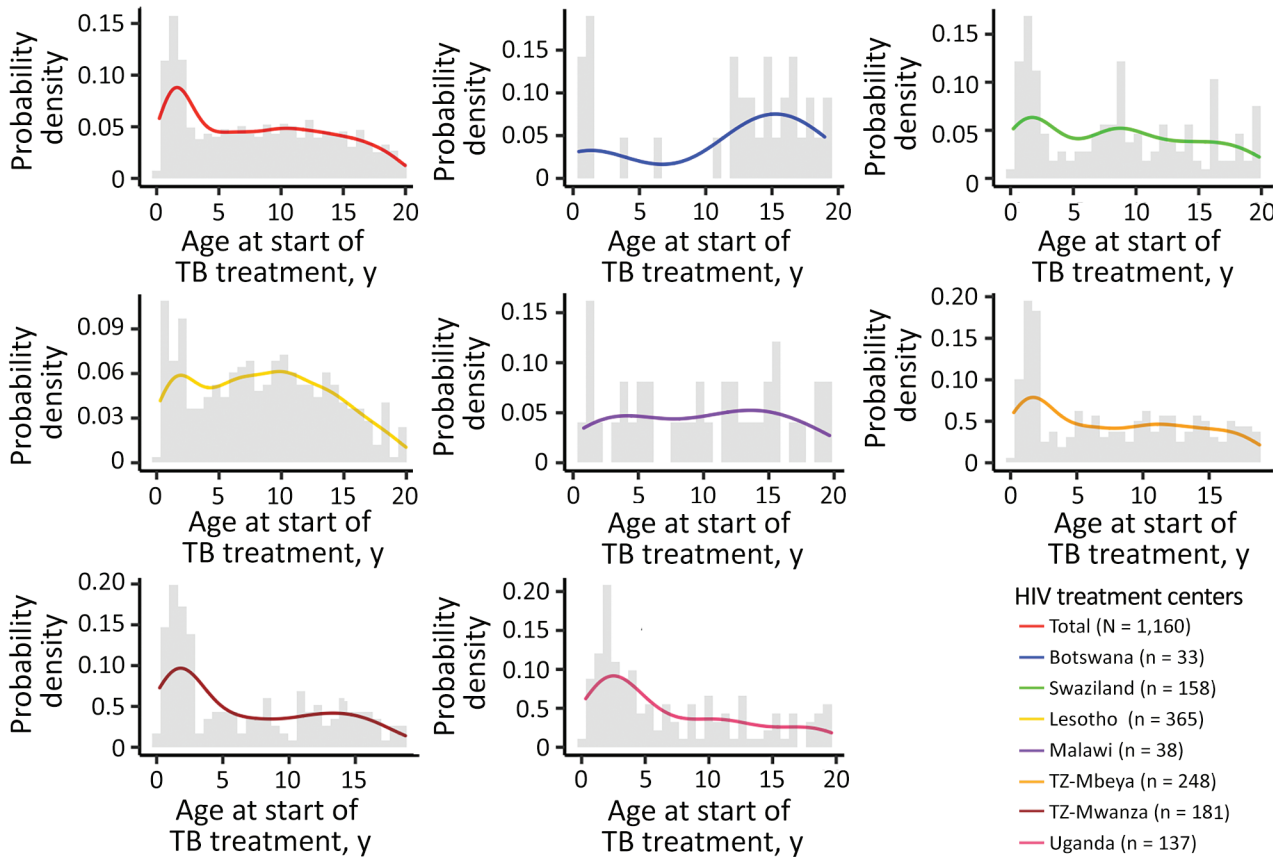 Probability density
0.15
0.10
0.05
0
0 5 10 15 20
Age at start of
TB treatment, y
Probability density
0.15
0.10
0.05
0
0 5 10 15 20
Age at start of
TB treatment, y
Probability density
0.15
0.10
0.05
0
0 5 10 15 20
Age at start of
TB treatment, y
Probability density
0.09
0.06
0.03
0
0 5 10 15 20
Age at start of
TB treatment, y
Probability density
0.15
0.10
0.05
0
0 5 10 15 20
Age at start of
TB treatment, y
Probability density
0.20
0.15
0.10
0.5
0
0 5 10 15
Age at start of
TB treatment, y
Probability density
0.20
0.15
0.10
0.5
0
0 5 10 15
Age at start of
TB treatment, y
Probability density
0.20
0.15
0.10
0.5
0
0 5 10 15 20
Age at start of
TB treatment, y
HIV treatment centers
Total (N = 1,160)
Botswana (n = 33)
Swaziland (n = 158)
Lesotho (n = 365)
Malawi (n = 38)
TZ-Mbeya (n = 248)
TZ-Mwanza (n = 181)
Uganda (n = 137)